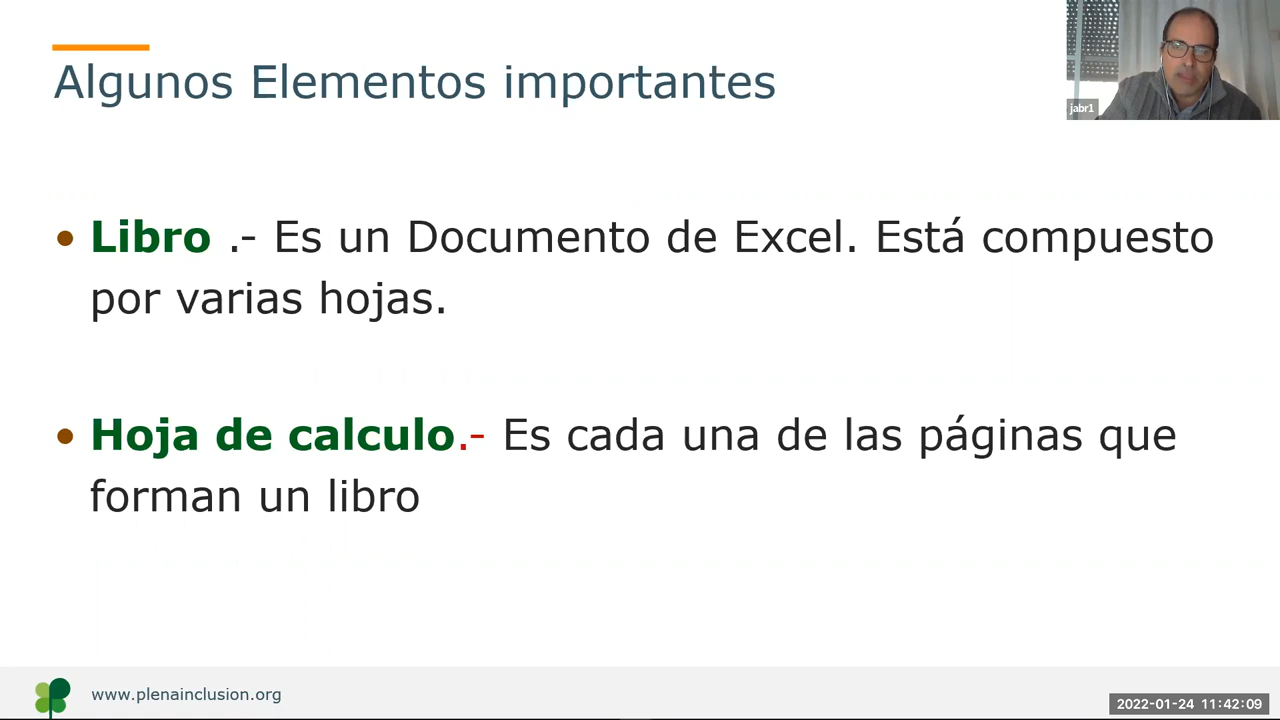 Algunos Elementos importantes
jabr1
• Libro .- Es un Documento de Excel. Está compuesto
por varias hojas.
• Hoja de calculo.- Es cada una de las páginas que
forman un libro
www.plenainclusion.org
2022-01-24 11:42:09